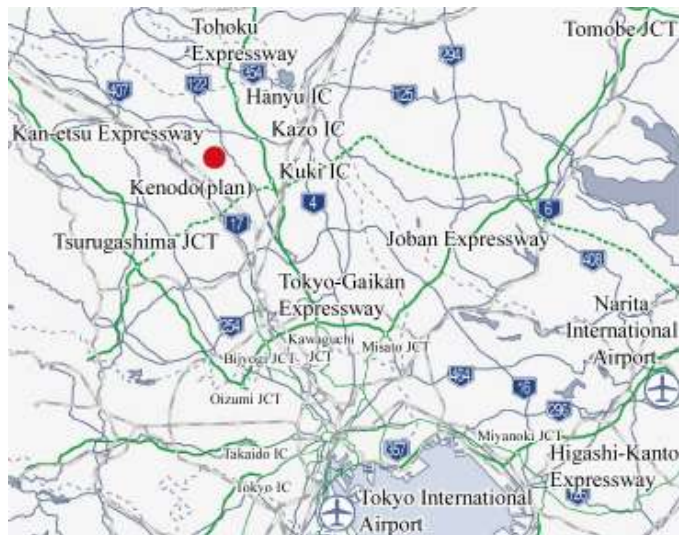 Tohoku
Expressway
Tomobe JCT
294
454
407
122
Hanyu IC
125
Kan-etsu Expressway
Kazo IC
Kuki IC
Kenodo(plan)
4
6
17
Tsurugashima JCT
Joban Expressway
408
Tokyo-Gaikan
Expressway
Narita
International
Airport
254
Kawaguchi
JCT
Misato JCT
Bijyogi JCT
464
16
Oizumi JCT
296
Miyanoki JCT
Takaido IC
357
Higashi-Kanto
Expressway
Tokyo IC
Tokyo International
Airport